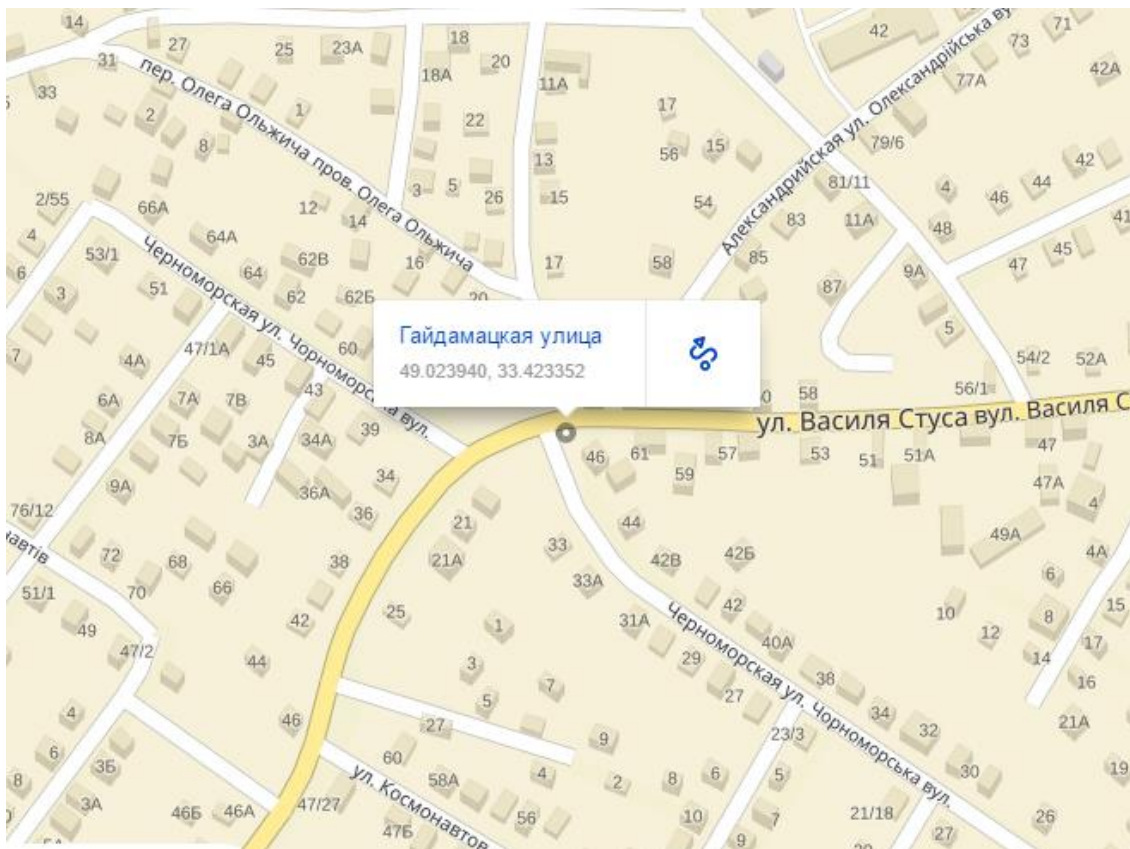 14
27
25
23А
18
20
18А
11А
42
73
71
77А
42А
31
33
пер. Олега Ольжича пров. Олега Ольжича
2
8
1
22
17
56
15
79/6
Александрийская ул. Олександрійська ву
13
3
5
26
15
54
81/11
83
11А
4
46
44
42
48
41
2/55
66А
12
14
4
64А
53/1
62В
16
17
58
85
9А
47
45
6
3
51
64
62
62Б
20
87
5
Черноморская ул. Чорноморська вул.
Гайдамацкая улица
49.023940, 33.423352
7
4А
47/1А
45
60
43
54/2
52А
56/1
58
6А
7А
7В
39
ул. Василя Стуса вул. Василя С
8А
7Б
3А
34А
34
46
61
59
57
53
51
51А
47
47А
4
9А
36А
36
76/12
21
44
33
49А
навтів
72
68
38
21А
42В
42Б
4А
6
51/1
70
66
33А
15
49
42
25
1
31А
42
10
12
8
17
47/2
44
3
29
40А
14
16
Черноморская ул. Чорноморська вул.
4
46
5
7
27
38
34
32
21А
27
9
23/3
6
3Б
60
58А
4
2
8
6
5
30
19
8
3А
46Б
46А
47/27
ул. Космонавтов
47Б
56
10
9
7
21/18
27
26